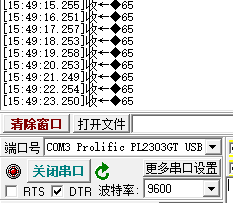 [15:49:15.255]收←◆65
[15:49:16.251]收←◆65
[15:49:17.257]收←◆65
[15:49:18.253]收←◆65
[15:49:19.258]收←◆65
[15:49:20.253]收←◆65
[15:49:21.249]收←◆65
[15:49:22.254]收←◆65
[15:49:23.250]收←◆65
清除窗口 打开文件
端口号 COM3 Prolific PL2303GT USB
关闭串口 更多串口设置
RTS DTR 波特率: 9600